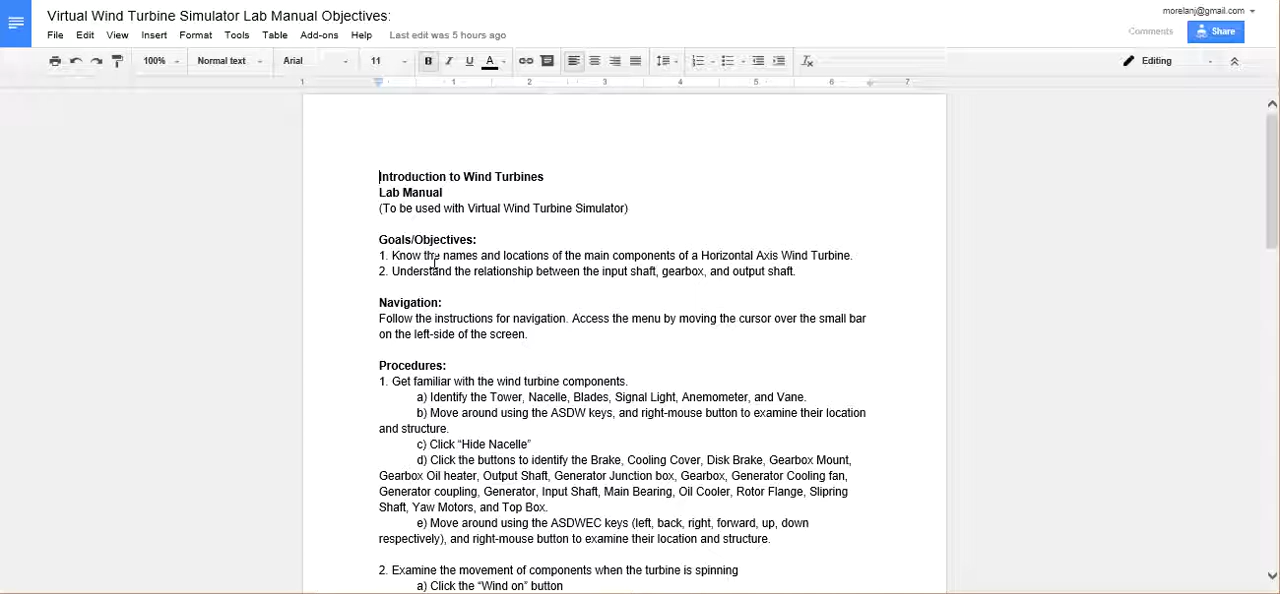 Virtual Wind Turbine Simulator Lab Manual Objectives:
morelanj@gmail.com
File Edit View Insert Format Tools Table Add-ons Help Last edit was 5 hours ago
Comments Share
100% Normal text Arial 11 B I U A Editing
1 1 2 3 4 5 6 7
Introduction to Wind Turbines
Lab Manual
(To be used with Virtual Wind Turbine Simulator)
Goals/Objectives:
1. Know the names and locations of the main components of a Horizontal Axis Wind Turbine.
2. Understand the relationship between the input shaft, gearbox, and output shaft.
Navigation:
Follow the instructions for navigation. Access the menu by moving the cursor over the small bar
on the left-side of the screen.
Procedures:
1. Get familiar with the wind turbine components.
a) Identify the Tower, Nacelle, Blades, Signal Light, Anemometer, and Vane.
b) Move around using the ASDW keys, and right-mouse button to examine their location
and structure.
c) Click “Hide Nacelle”
d) Click the buttons to identify the Brake, Cooling Cover, Disk Brake, Gearbox Mount,
Gearbox Oil heater, Output Shaft, Generator Junction box, Gearbox, Generator Cooling fan,
Generator coupling, Generator, Input Shaft, Main Bearing, Oil Cooler, Rotor Flange, Slipring
Shaft, Yaw Motors, and Top Box.
e) Move around using the ASDWEC keys (left, back, right, forward, up, down
respectively), and right-mouse button to examine their location and structure.
2. Examine the movement of components when the turbine is spinning
a) Click the “Wind on” button